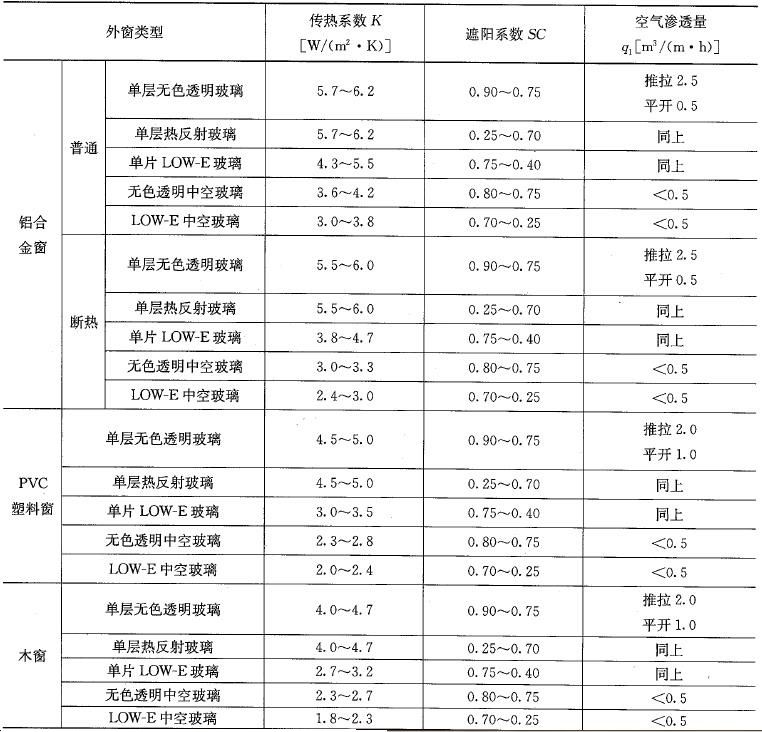 外窗类型 传热系数 K [W/(m²·K)] 遮阳系数 SC 空气渗透量 q₁[m³/(m·h)]
铝合金窗
普通
单层无色透明玻璃 5.7～6.2 0.90～0.75 推拉 2.5
平开 0.5
单层热反射玻璃 5.7～6.2 0.25～0.70 同上
单片 LOW-E 玻璃 4.3～5.5 0.75～0.40 同上
无色透明中空玻璃 3.6～4.2 0.80～0.75 <0.5
LOW-E 中空玻璃 3.0～3.8 0.70～0.25 <0.5
断热
单层无色透明玻璃 5.5～6.0 0.90～0.75 推拉 2.5
平开 0.5
单层热反射玻璃 5.5～6.0 0.25～0.70 同上
单片 LOW-E 玻璃 3.8～4.7 0.75～0.40 同上
无色透明中空玻璃 3.0～3.3 0.80～0.75 <0.5
LOW-E 中空玻璃 2.4～3.0 0.70～0.25 <0.5
PVC
塑料窗
单层无色透明玻璃 4.5～5.0 0.90～0.75 推拉 2.0
平开 1.0
单层热反射玻璃 4.5～5.0 0.25～0.70 同上
单片 LOW-E 玻璃 3.0～3.5 0.75～0.40 同上
无色透明中空玻璃 2.3～2.8 0.80～0.75 <0.5
LOW-E 中空玻璃 2.0～2.4 0.70～0.25 <0.5
木窗
单层无色透明玻璃 4.0～4.7 0.90～0.75 推拉 2.0
平开 1.0
单层热反射玻璃 4.0～4.7 0.25～0.70 同上
单片 LOW-E 玻璃 2.7～3.2 0.75～0.40 同上
无色透明中空玻璃 2.3～2.7 0.80～0.75 <0.5
LOW-E 中空玻璃 1.8～2.3 0.70～0.25 <0.5